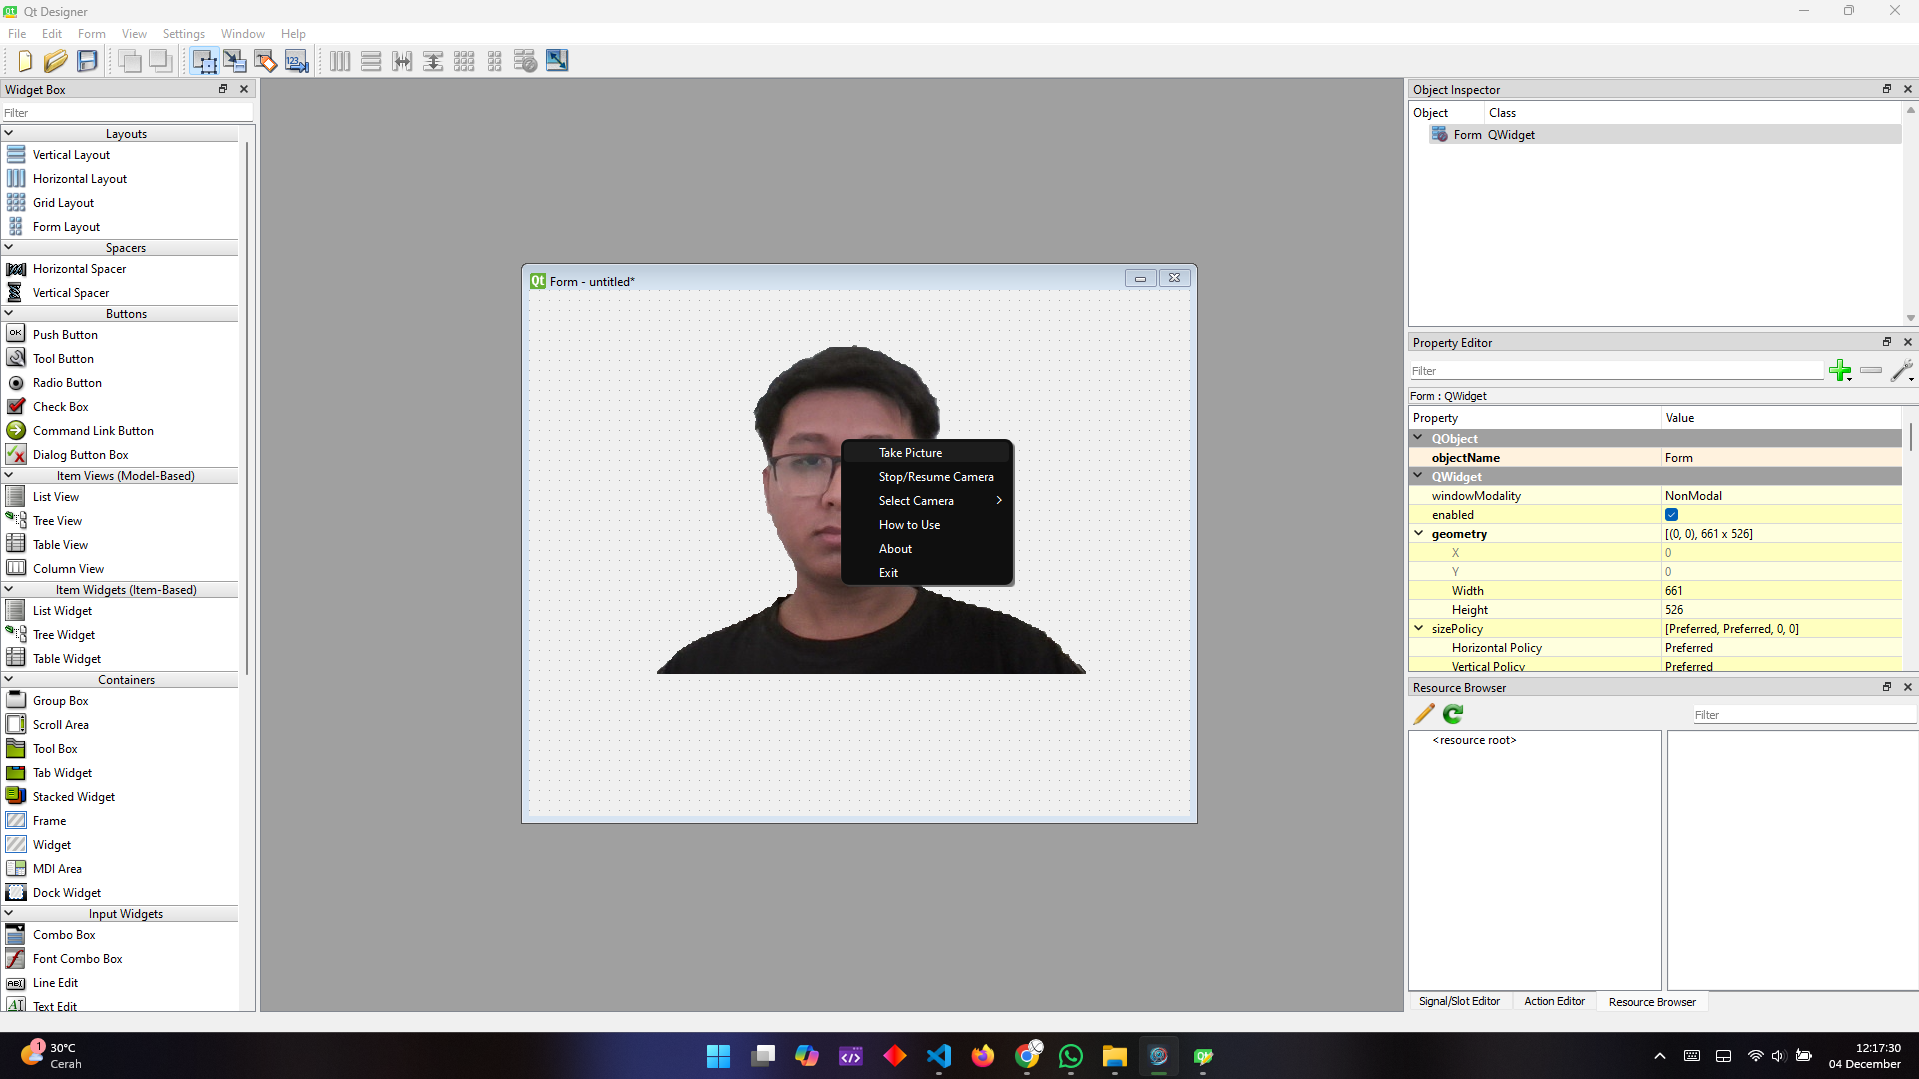 Qt Designer
File Edit Form View Settings Window Help
Widget Box
Filter
Layouts
Vertical Layout
Horizontal Layout
Grid Layout
Form Layout
Spacers
Horizontal Spacer
Vertical Spacer
Buttons
OK Push Button
Tool Button
Radio Button
Check Box
Command Link Button
Dialog Button Box
Item Views (Model-Based)
List View
Tree View
Table View
Column View
Item Widgets (Item-Based)
List Widget
Tree Widget
Table Widget
Containers
Group Box
Scroll Area
Tool Box
Tab Widget
Stacked Widget
Frame
Widget
MDI Area
Dock Widget
Input Widgets
Combo Box
Font Combo Box
Line Edit
Text Edit
Qt Form - untitled*
Take Picture
Stop/Resume Camera
Select Camera
How to Use
About
Exit
Object Inspector
Object Class
Form QWidget
Property Editor
Filter
Form : QWidget
Property Value
QObject
objectName Form
QWidget
windowModality NonModal
enabled
geometry [(0, 0), 661 x 526]
X 0
Y 0
Width 661
Height 526
sizePolicy [Preferred, Preferred, 0, 0]
Horizontal Policy Preferred
Vertical Policy Preferred
Resource Browser
Filter
<resource root>
Signal/Slot Editor Action Editor Resource Browser
1 30°C
Cerah
12:17:30
04 December